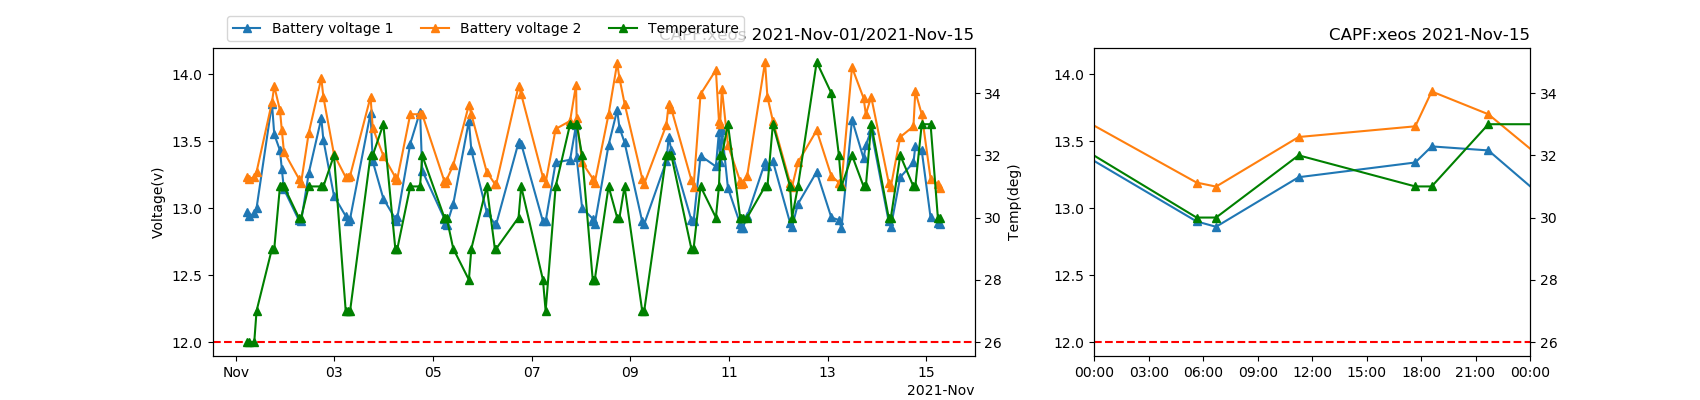 Battery voltage 1 Battery voltage 2 Temperature
CAPF:xeos 2021-Nov-01/2021-Nov-15
CAPF:xeos 2021-Nov-15
14.0
13.5
13.0
12.5
12.0
Voltage(v)
34
32
30
28
26
Temp(deg)
Nov 03 05 07 09 11 13 15
2021-Nov
14.0
13.5
13.0
12.5
12.0
34
32
30
28
26
00:00 03:00 06:00 09:00 12:00 15:00 18:00 21:00 00:00